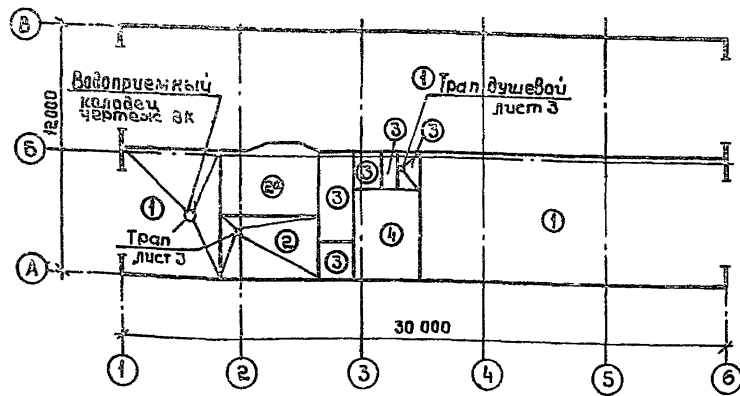 В
Водоприемный
колодец
чертеж ВК
1 Трап душевой
лист 3
12000
Б
3
3
3
2а
3
1
1
4
2
Трап
лист 3
3
А
30 000
1
2
3
4
5
6